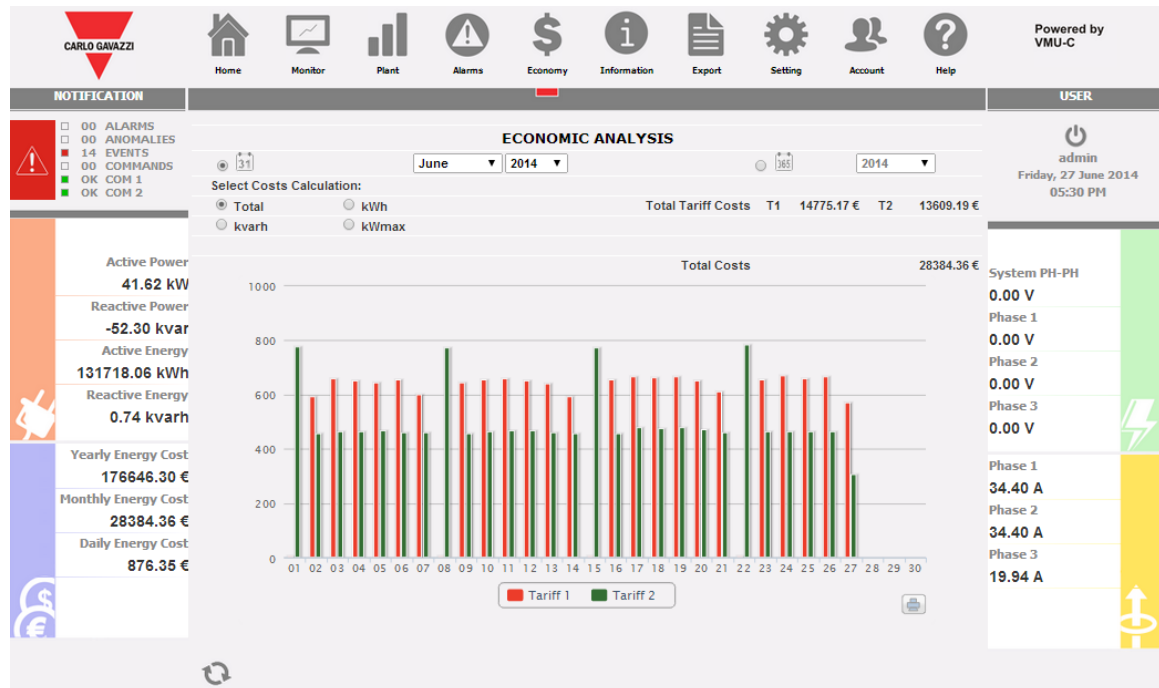 CARLO GAVAZZI
Home
Monitor
Plant
Alarms
Economy
Information
Export
Setting
Account
Help
Powered by
VMU-C
NOTIFICATION
00 ALARMS
00 ANOMALIES
14 EVENTS
00 COMMANDS
OK COM 1
OK COM 2
Active Power
41.62 kW
Reactive Power
-52.30 kvar
Active Energy
131718.06 kWh
Reactive Energy
0.74 kvarh
Yearly Energy Cost
176646.30 €
Monthly Energy Cost
28384.36 €
Daily Energy Cost
876.35 €
ECONOMIC ANALYSIS
31 June 2014 365 2014
Select Costs Calculation:
Total kWh Total Tariff Costs T1 14775.17 € T2 13609.19 €
kvarh kWmax
Total Costs 28384.36 €
1000
800
600
400
200
0
01 02 03 04 05 06 07 08 09 10 11 12 13 14 15 16 17 18 19 20 21 22 23 24 25 26 27 28 29 30
Tariff 1 Tariff 2
USER
admin
Friday, 27 June 2014
05:30 PM
System PH-PH
0.00 V
Phase 1
0.00 V
Phase 2
0.00 V
Phase 3
0.00 V
Phase 1
34.40 A
Phase 2
34.40 A
Phase 3
19.94 A